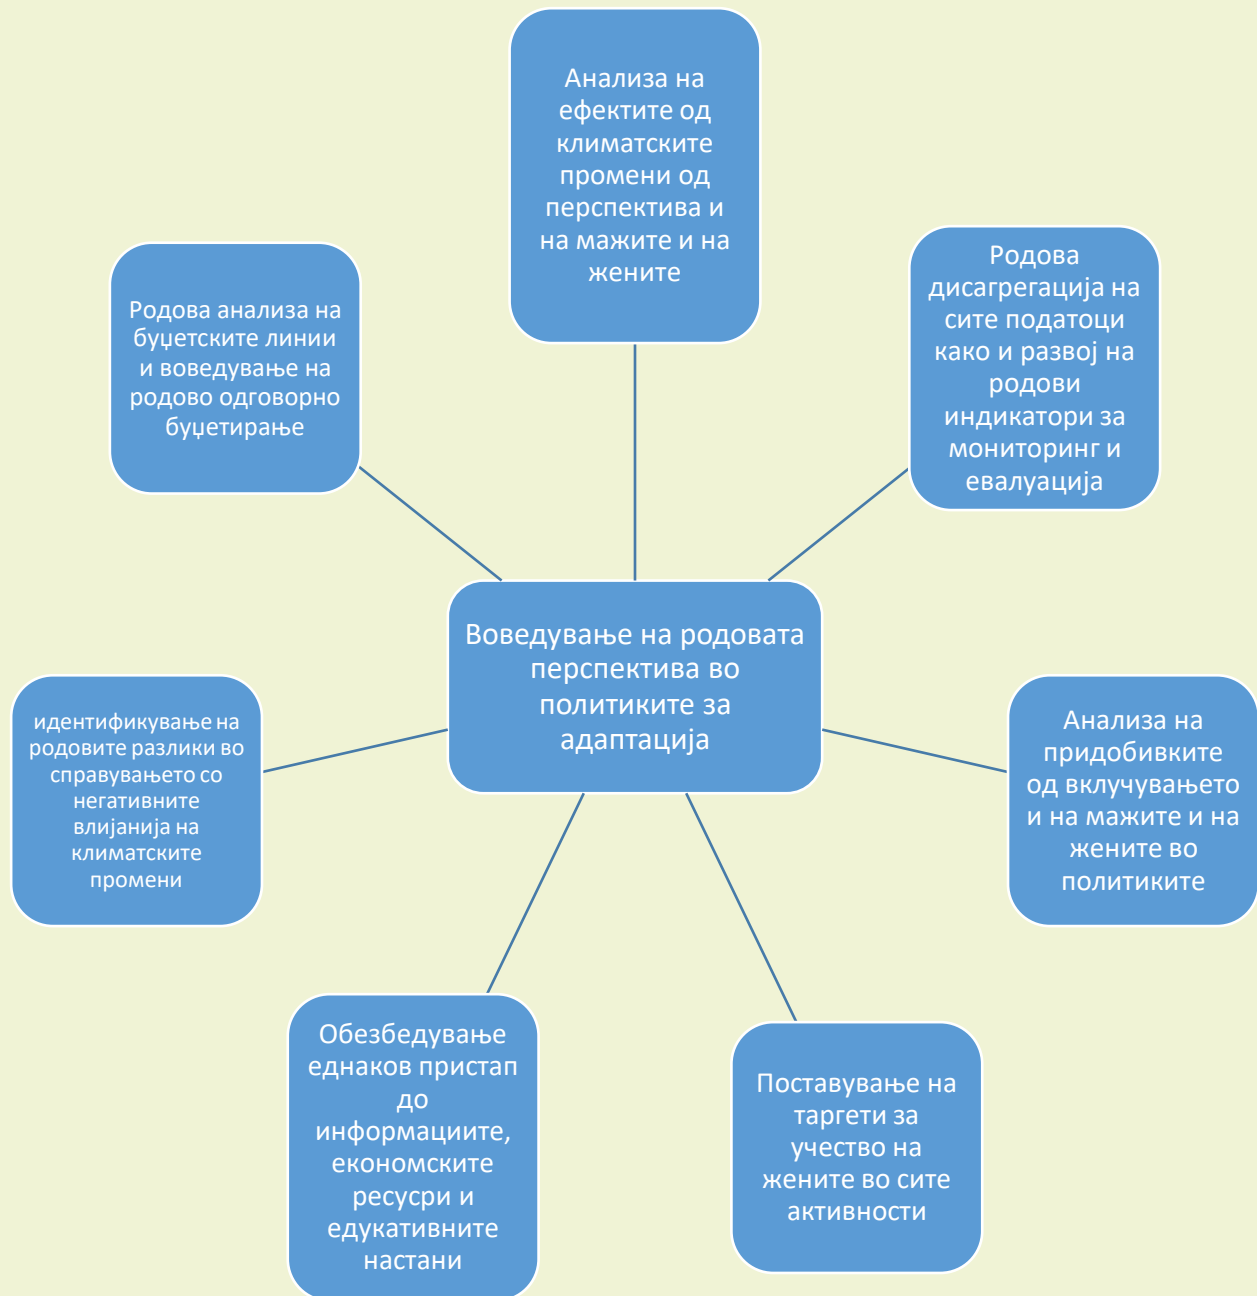 Анализа на
ефектите од
климатските
промени од
перспектива и
на мажите и на
жените
Родова
дисагрегација на
сите податоци
како и развој на
родови
индикатори за
мониторинг и
евалуација
Родова анализа на
буџетските линии
и воведување на
родово одговорно
буџетирање
Воведување на родовата
перспектива во
политиките за
адаптација
идентификување на
родовите разлики во
справувањето со
негативните
влијанија на
климатските
промени
Анализа на
придобивките
од вклучувањето
и на мажите и на
жените во
политиките
Обезбедување
еднаков пристап
до
информациите,
економските
ресусри и
едукативните
настани
Поставување на
таргети за
учество на
жените во сите
активности